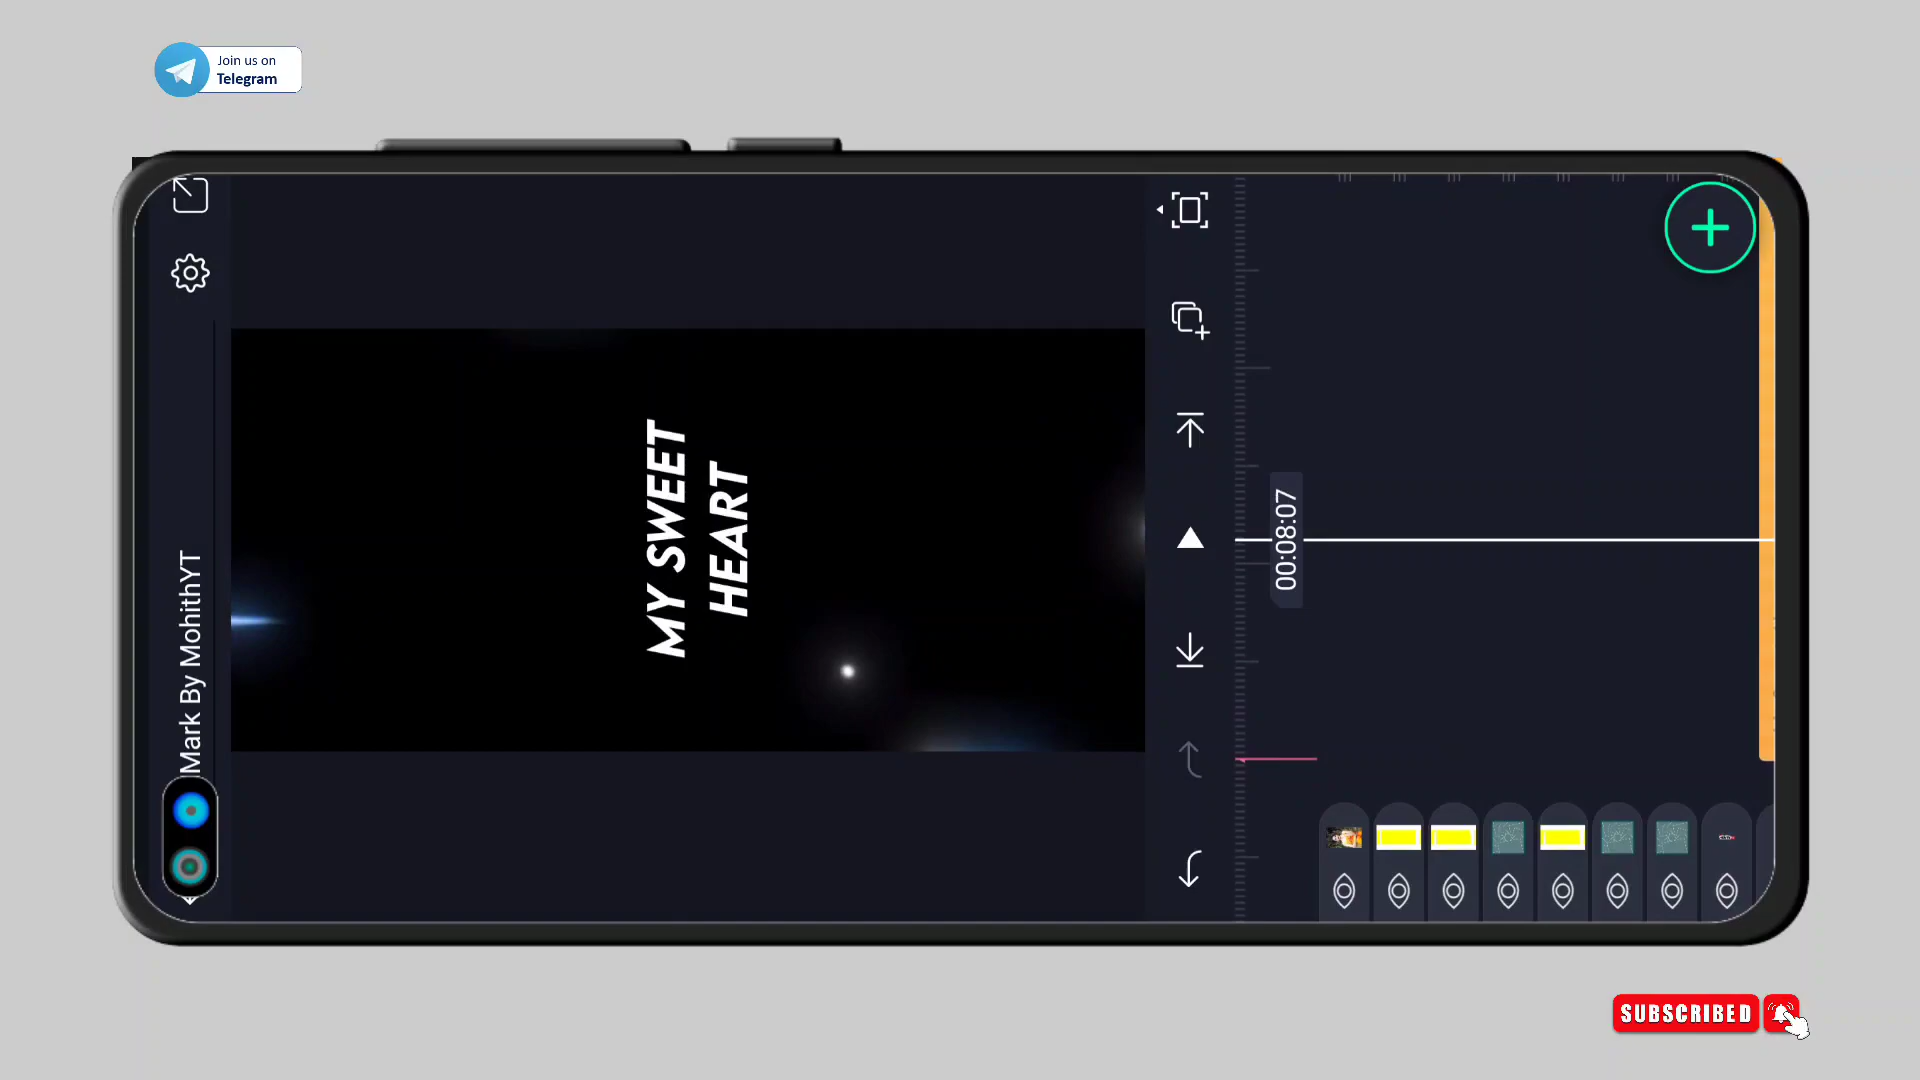 Join us on
Telegram
Mark By MohithYT
MY SWEET
HEART
00:08:07
SUBSCRIBED